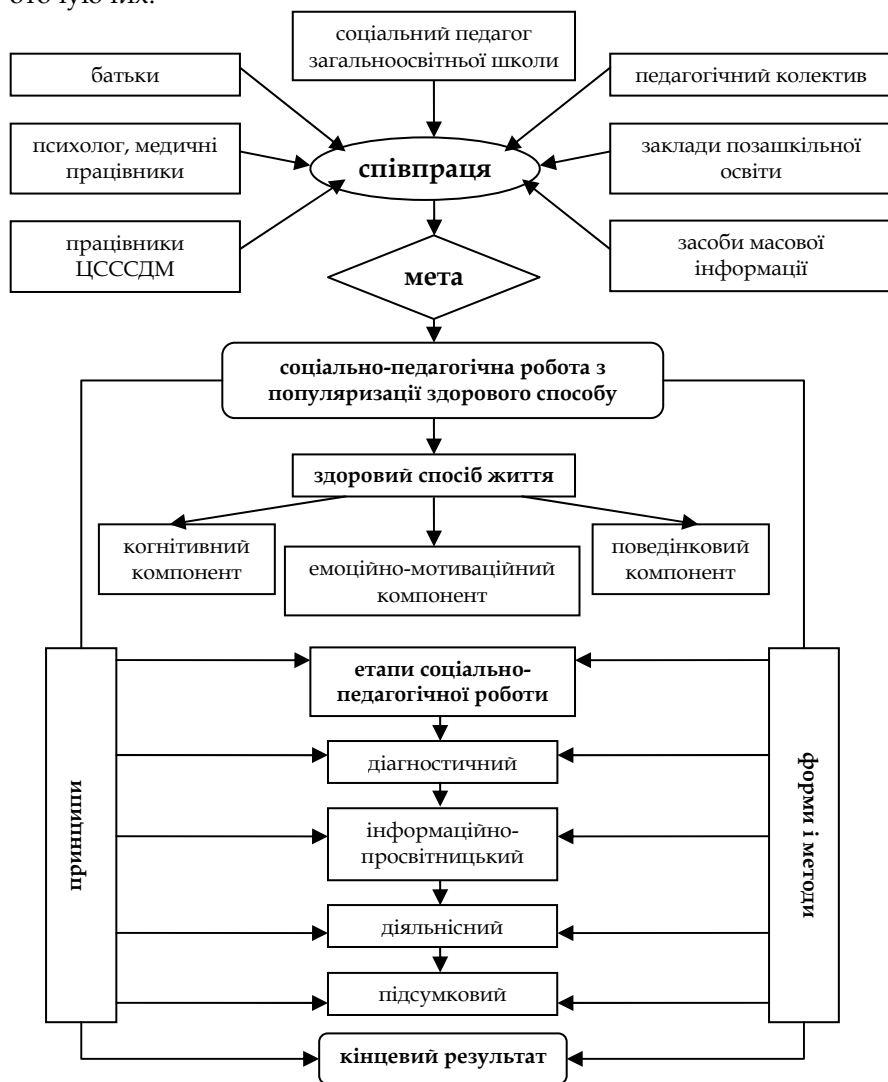 оточуючих.
соціальний педагог
загальноосвітньої школи
батьки
педагогічний колектив
психолог, медичні
працівники
співпраця
заклади позашкільної
освіти
працівники
ЦСССДМ
засоби масової
інформації
мета
соціально-педагогічна робота з
популяризації здорового способу
здоровий спосіб життя
когнітивний
компонент
емоційно-мотиваційний
компонент
поведінковий
компонент
етапи соціально-
педагогічної роботи
діагностичний
інформаційно-
просвітницький
діяльнісний
підсумковий
принципи
форми і методи
кінцевий результат